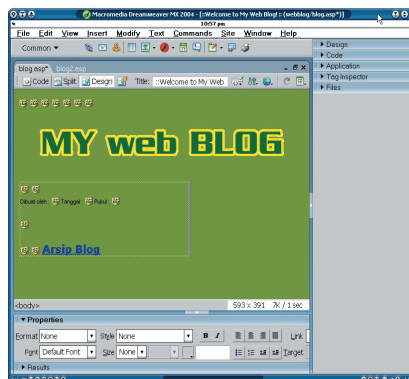 Macromedia Dreamweaver MX 2004 - [::Welcome to My Web Blog!:: (webblog/blog.asp*)]
10:57 pm
File Edit View Insert Modify Text Commands Site Window Help
Common
blog.asp* blog2.asp
Code Split Design Title: ::Welcome to My Web
MY web BLOG
Dibuat oleh : Tanggal : Pukul :
Arsip Blog
<body> 593 x 391 7K / 1 sec
Properties
Format None Style None B I Link
Font Default Font Size None Target
Results
Design
Code
Application
Tag Inspector
Files